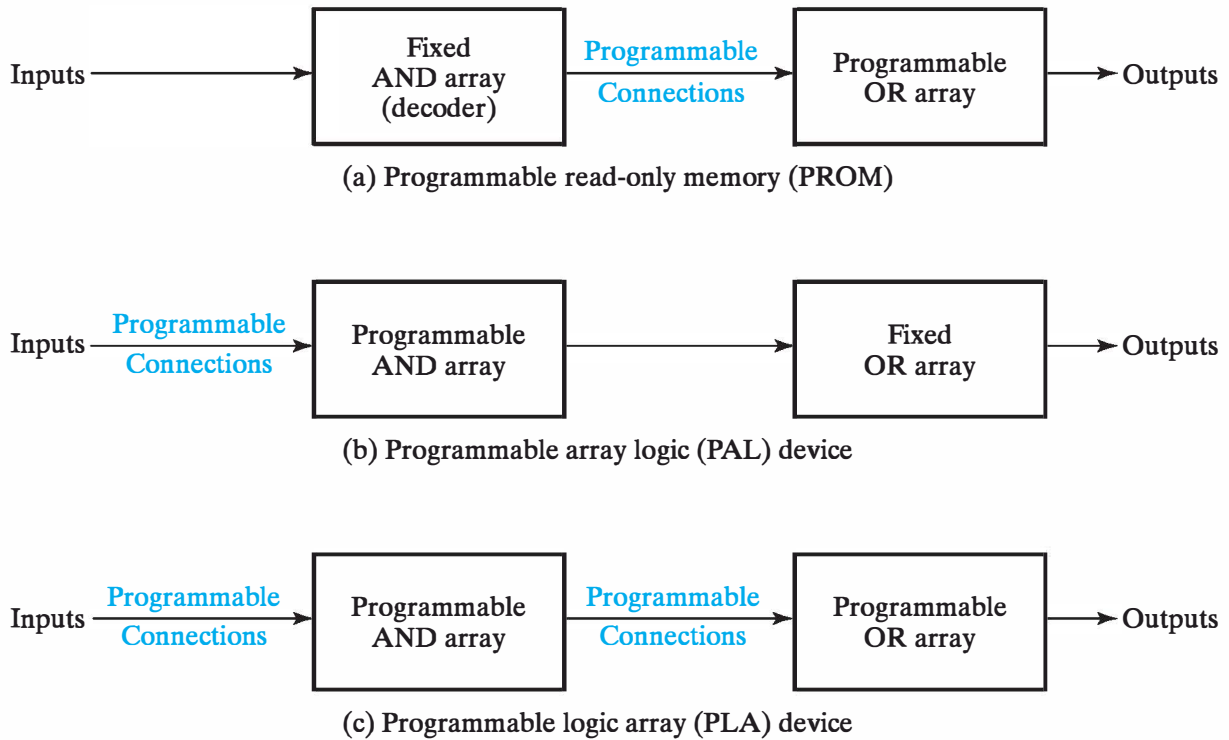 Inputs
Fixed
AND array
(decoder)
Programmable
Connections
Programmable
OR array
Outputs
(a) Programmable read-only memory (PROM)
Inputs
Programmable
Connections
Programmable
AND array
Fixed
OR array
Outputs
(b) Programmable array logic (PAL) device
Inputs
Programmable
Connections
Programmable
AND array
Programmable
Connections
Programmable
OR array
Outputs
(c) Programmable logic array (PLA) device